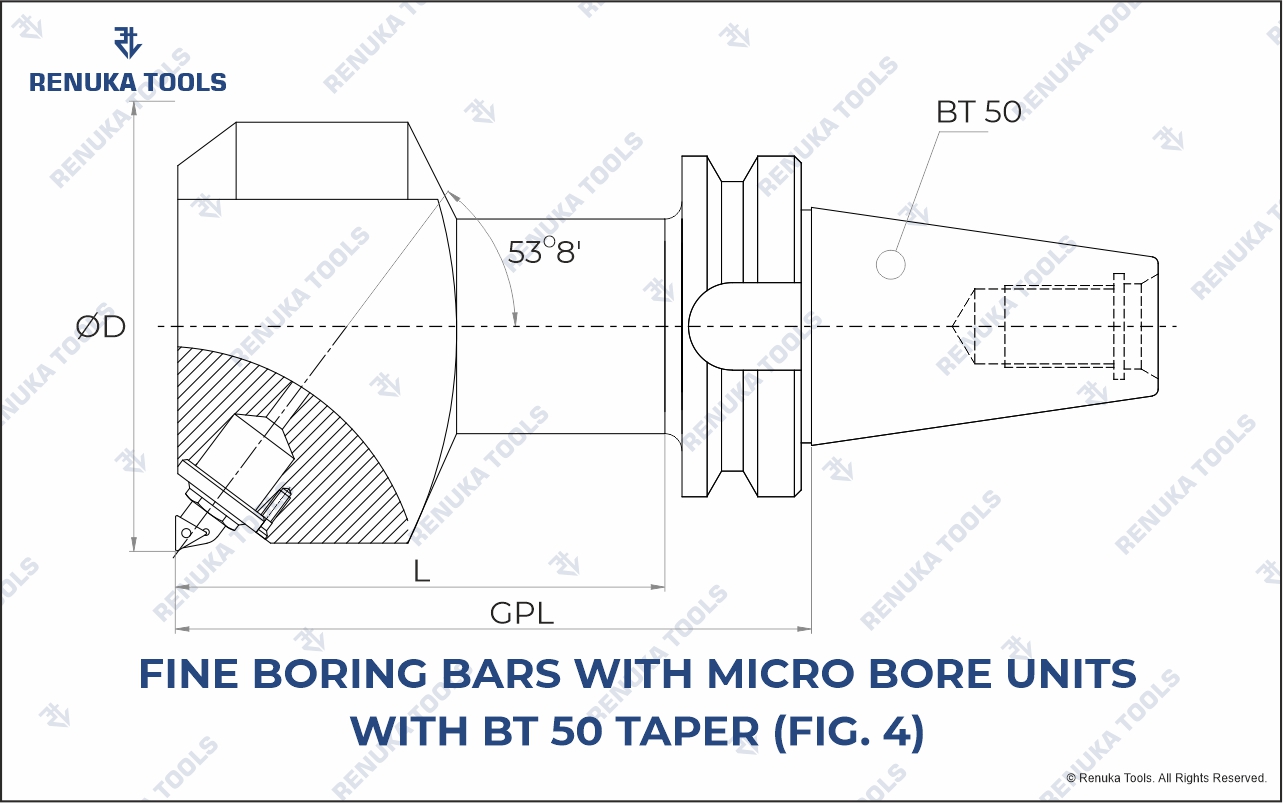 RENUKA TOOLS
BT 50
53°8'
ØD
L
GPL
FINE BORING BARS WITH MICRO BORE UNITS
WITH BT 50 TAPER (FIG. 4)
© Renuka Tools. All Rights Reserved.